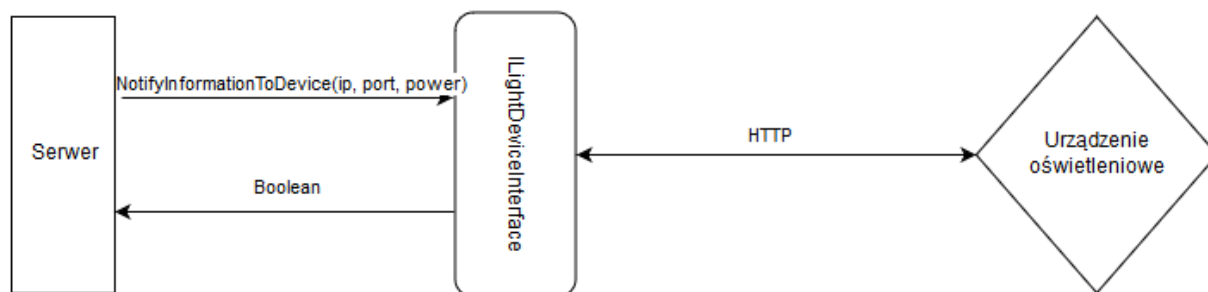 NotifyInformationToDevice(ip, port, power)
Serwer
Boolean
ILightDeviceInterface
HTTP
Urządzenie
oświetleniowe